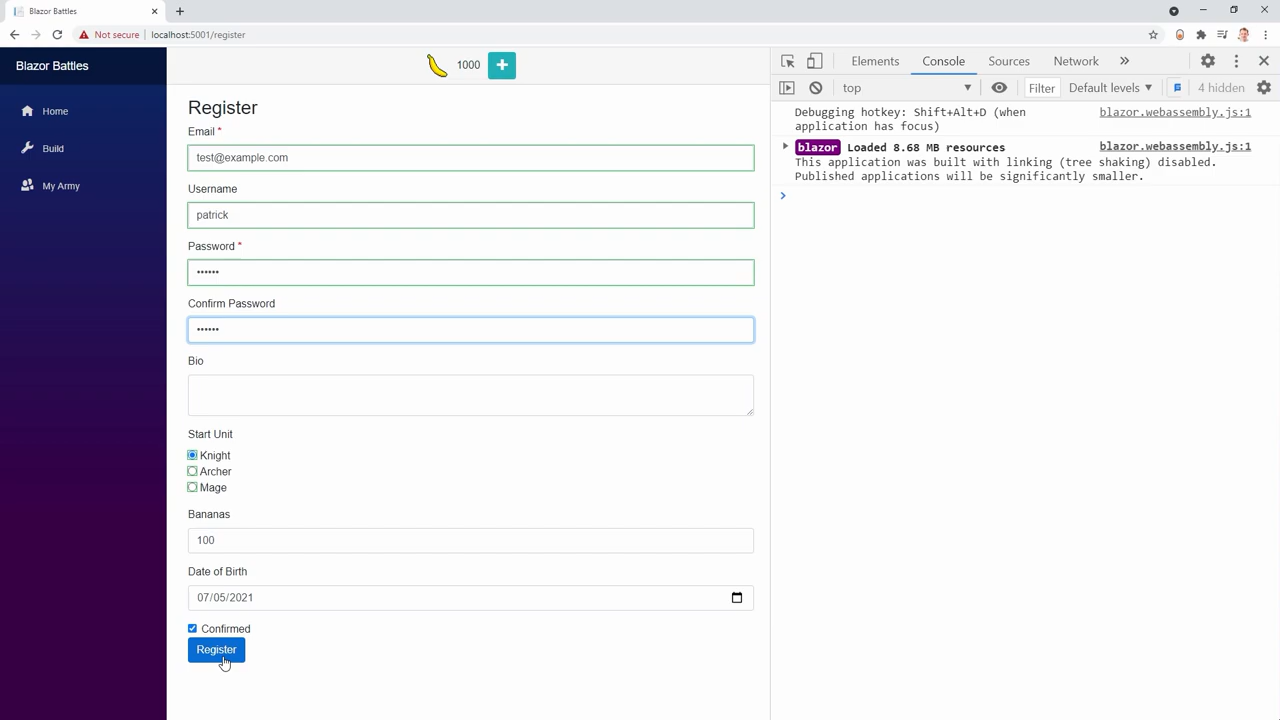 Blazor Battles
Not secure
localhost:5001/register
Blazor Battles
Home
Build
My Army
1000
+
Register
Email *
test@example.com
Username
patrick
Password *
••••••
Confirm Password
••••••
Bio
Start Unit
Knight
Archer
Mage
Bananas
100
Date of Birth
07/05/2021
Confirmed
Register
Elements Console Sources Network »
top Filter Default levels 4 hidden
Debugging hotkey: Shift+Alt+D (when blazor.webassembly.js:1
application has focus)
blazor Loaded 8.68 MB resources blazor.webassembly.js:1
This application was built with linking (tree shaking) disabled.
Published applications will be significantly smaller.